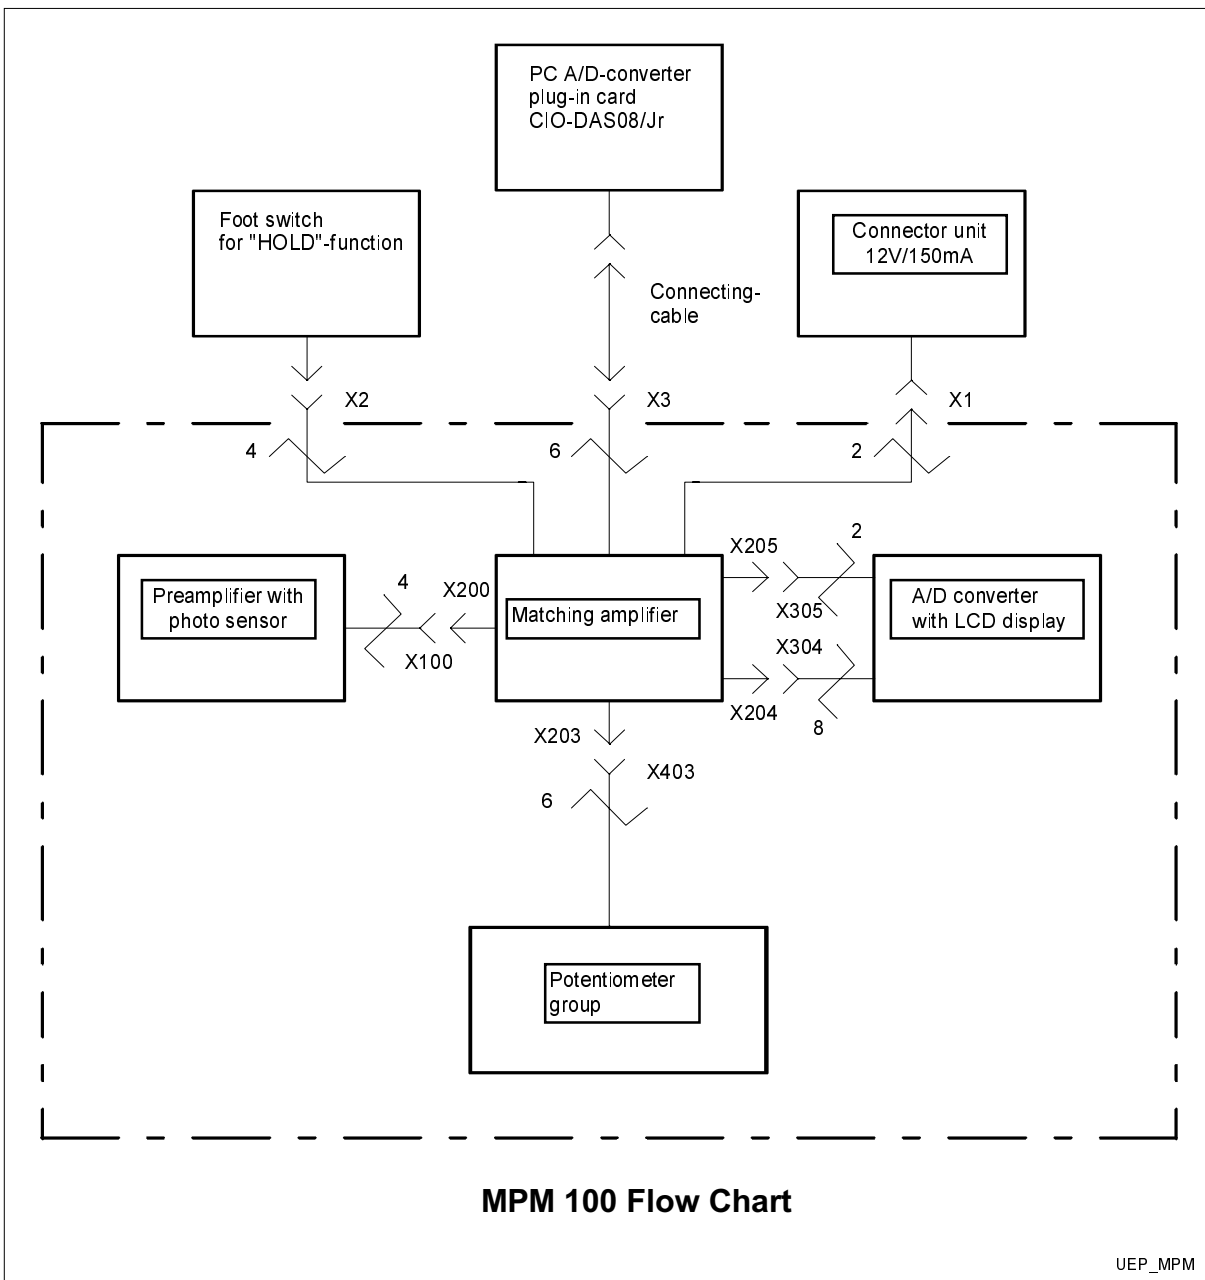 PC A/D-converter
plug-in card
CIO-DAS08/Jr
Foot switch
for "HOLD"-function
Connector unit
12V/150mA
Connecting-
cable
X2
X3
X1
4
6
2
X205
2
Preamplifier with
photo sensor
4
X200
X100
Matching amplifier
X305
X304
A/D converter
with LCD display
X204
8
X203
X403
6
Potentiometer
group
MPM 100 Flow Chart
UEP_MPM